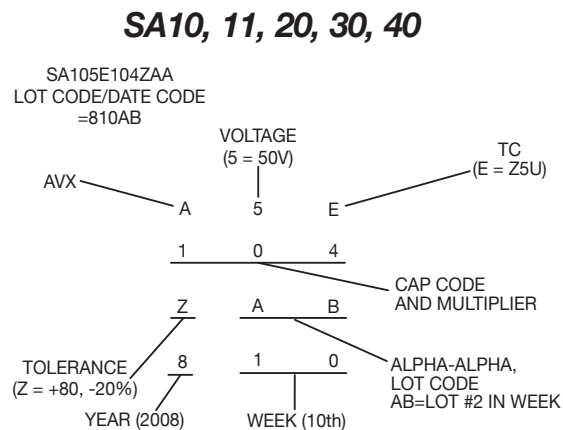 SA10, 11, 20, 30, 40
SA105E104ZAA
LOT CODE/DATE CODE
=810AB
VOLTAGE
(5 = 50V)
TC
(E = Z5U)
AVX
A 5 E
1 0 4
CAP CODE
AND MULTIPLIER
Z A B
TOLERANCE
(Z = +80, -20%)
8 1 0
ALPHA-ALPHA,
LOT CODE
AB=LOT #2 IN WEEK
YEAR (2008)
WEEK (10th)